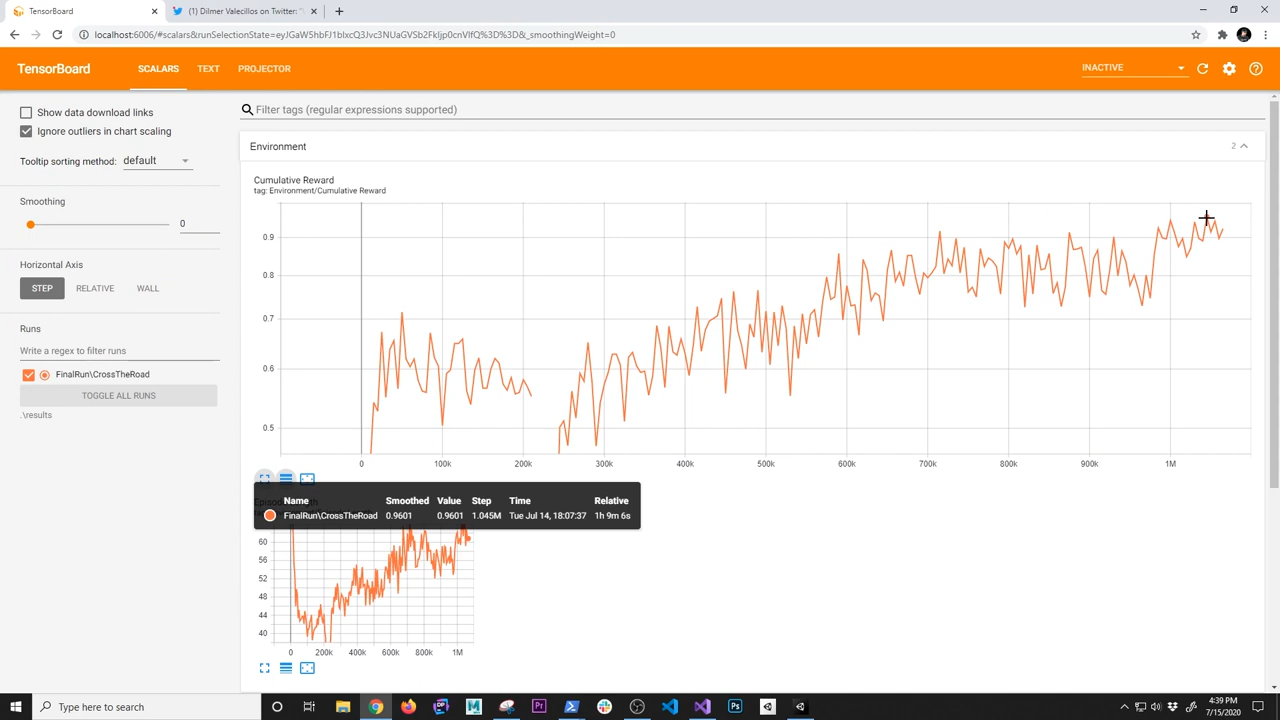 TensorBoard
(1) Dilmer Valecillos on Twitter: "
localhost:6006/#scalars&runSelectionState=eyJGaW5hbFJ1blxcQ3Jvc3NUaGVSb2FkIjp0cnVlfQ%3D%3D&_smoothingWeight=0
TensorBoard SCALARS TEXT PROJECTOR INACTIVE
Show data download links
Ignore outliers in chart scaling
Tooltip sorting method: default
Smoothing
0
Horizontal Axis
STEP RELATIVE WALL
Runs
Write a regex to filter runs
FinalRun\CrossTheRoad
TOGGLE ALL RUNS
.\results
Filter tags (regular expressions supported)
Environment 2
Cumulative Reward
tag: Environment/Cumulative Reward
0.9
0.8
0.7
0.6
0.5
0 100k 200k 300k 400k 500k 600k 700k 800k 900k 1M
Name Smoothed Value Step Time Relative
FinalRun\CrossTheRoad 0.9601 0.9601 1.045M Tue Jul 14, 18:07:37 1h 9m 6s
60
56
52
48
44
40
0 200k 400k 600k 800k 1M
Type here to search
4:39 PM
7/15/2020